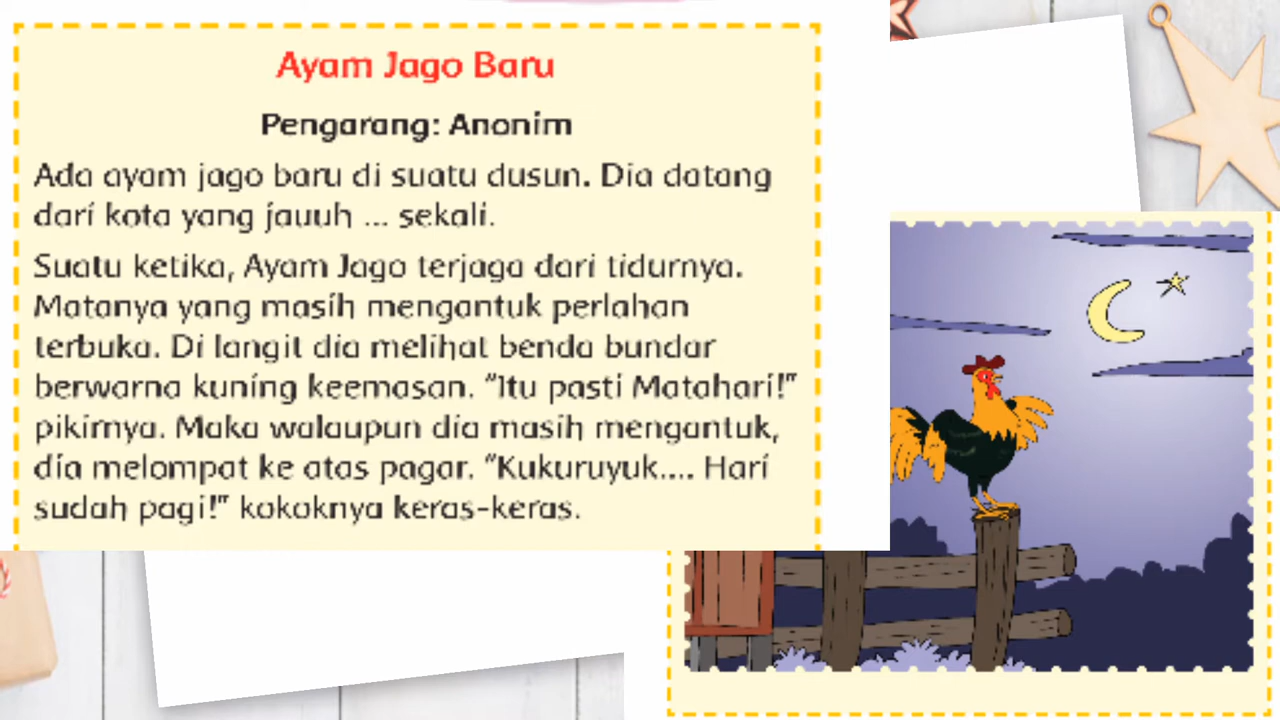 Ayam Jago Baru
Pengarang: Anonim
Ada ayam jago baru di suatu dusun. Dia datang
dari kota yang jauuh ... sekali.
Suatu ketika, Ayam Jago terjaga dari tidurnya.
Matanya yang masih mengantuk perlahan
terbuka. Di langit dia melihat benda bundar
berwarna kuning keemasan. “Itu pasti Matahari!”
pikirnya. Maka walaupun dia masih mengantuk,
dia melompat ke atas pagar. “Kukuruyuk.... Hari
sudah pagi!” kokoknya keras-keras.